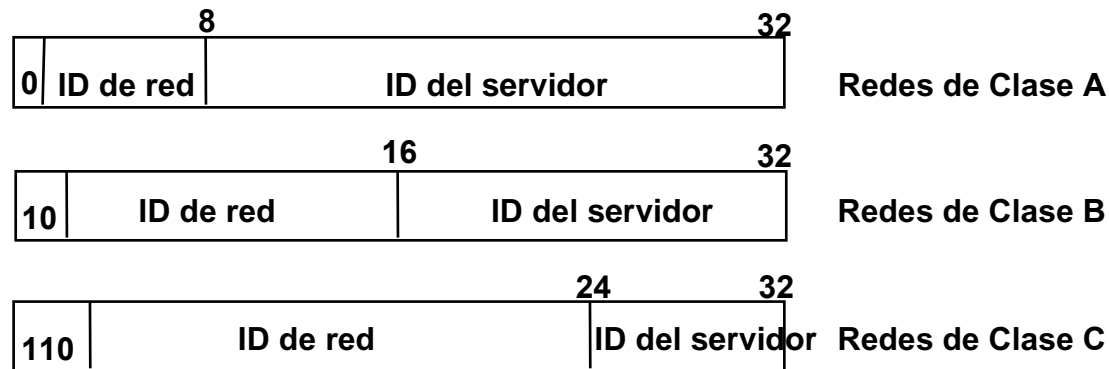 8 32
0 ID de red ID del servidor Redes de Clase A
16 32
10 ID de red ID del servidor Redes de Clase B
24 32
110 ID de red ID del servidor Redes de Clase C